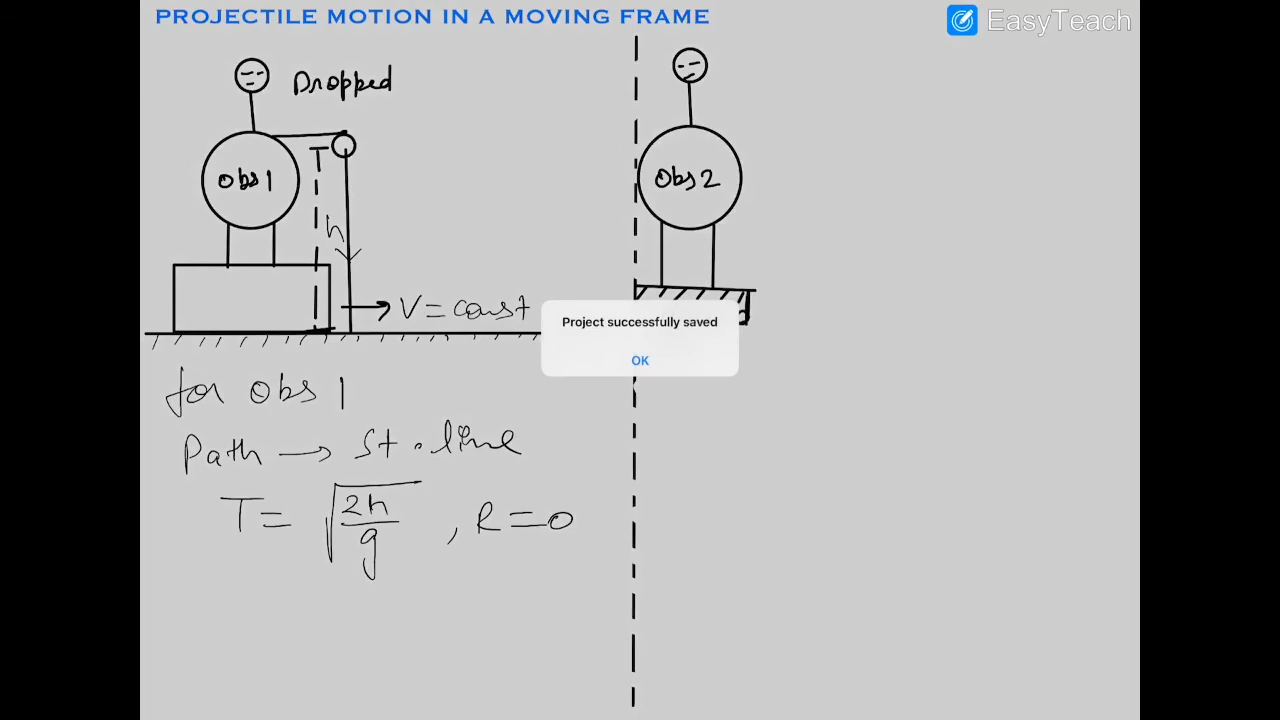 PROJECTILE MOTION IN A MOVING FRAME
EasyTeach
Dropped
Obs 1
Obs 2
h
V = const
Project successfully saved
OK
for Obs 1
Path → St. line
T = √(2h/g) , R = 0